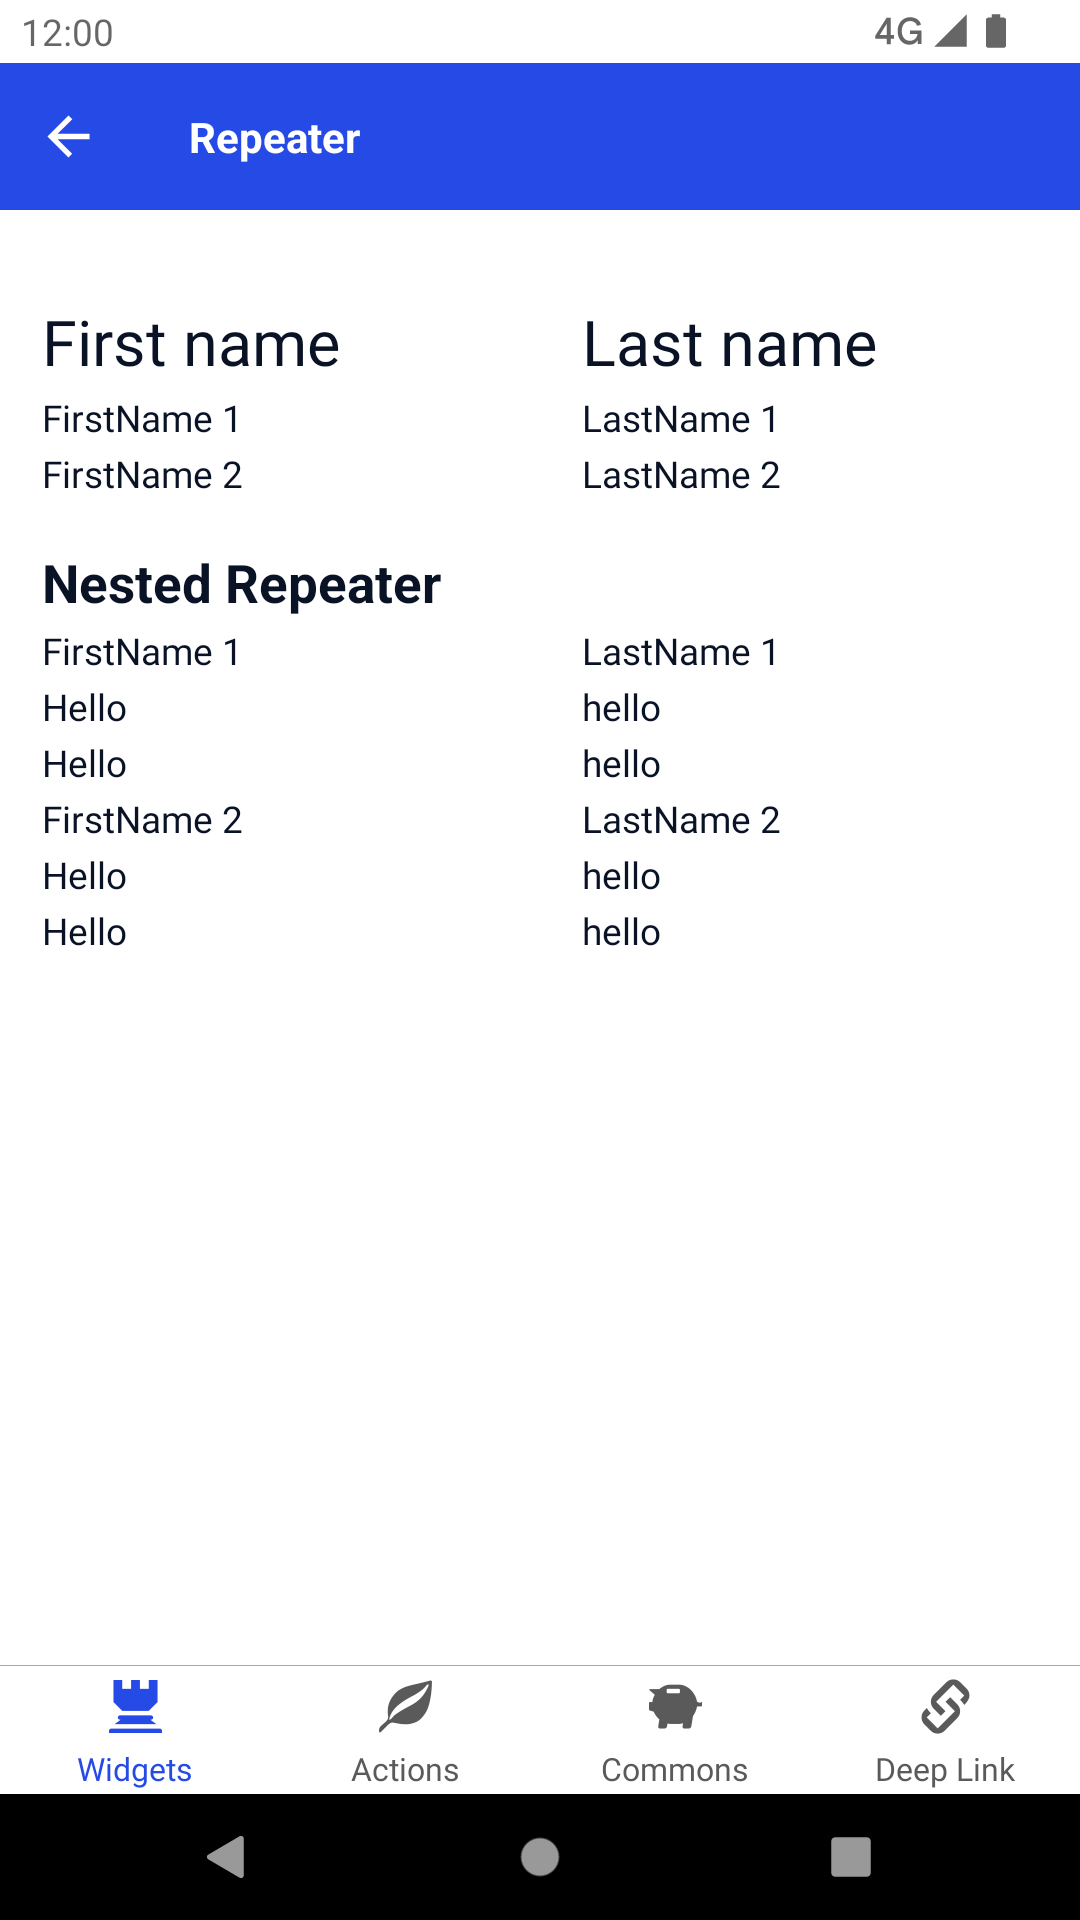 12:00 4G
Repeater
First name Last name
FirstName 1 LastName 1
FirstName 2 LastName 2
Nested Repeater
FirstName 1 LastName 1
Hello hello
Hello hello
FirstName 2 LastName 2
Hello hello
Hello hello
Widgets Actions Commons Deep Link